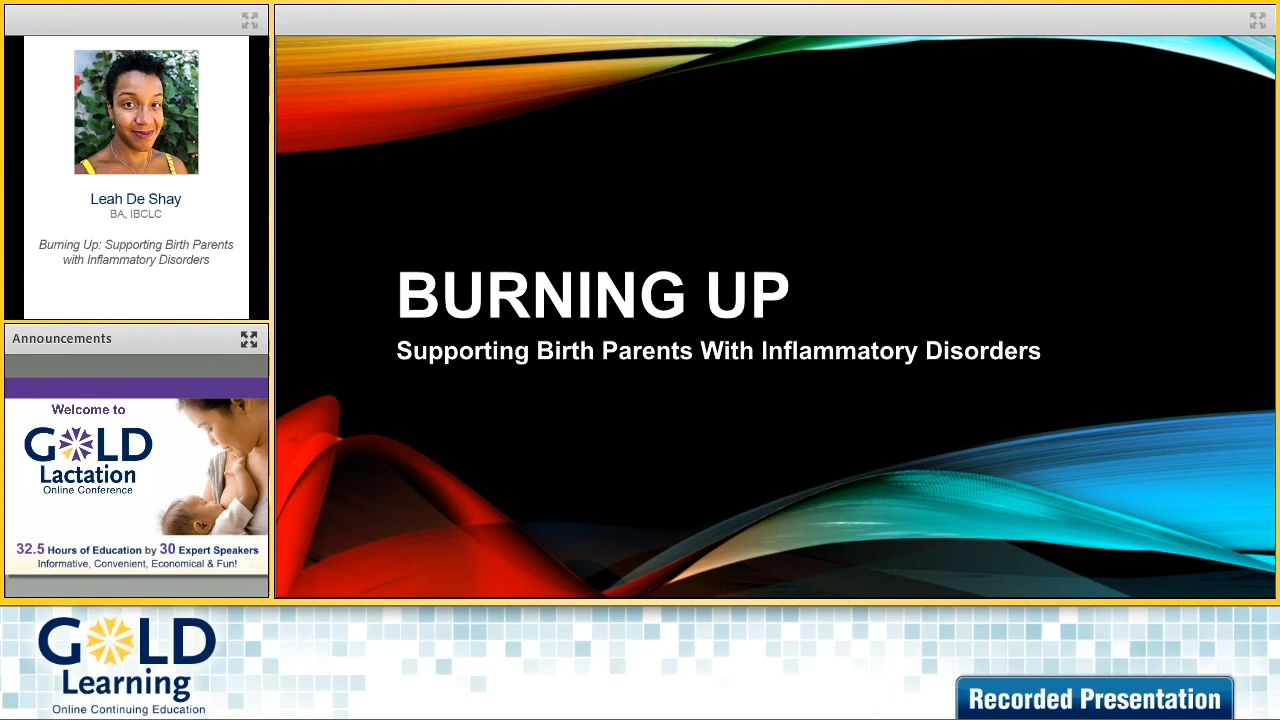 Leah De Shay
BA, IBCLC
Burning Up: Supporting Birth Parents
with Inflammatory Disorders
BURNING UP
Supporting Birth Parents With Inflammatory Disorders
Announcements
Welcome to
GOLD
Lactation
Online Conference
32.5 Hours of Education by 30 Expert Speakers
Informative, Convenient, Economical & Fun!
GOLD
Learning
Online Continuing Education
Recorded Presentation